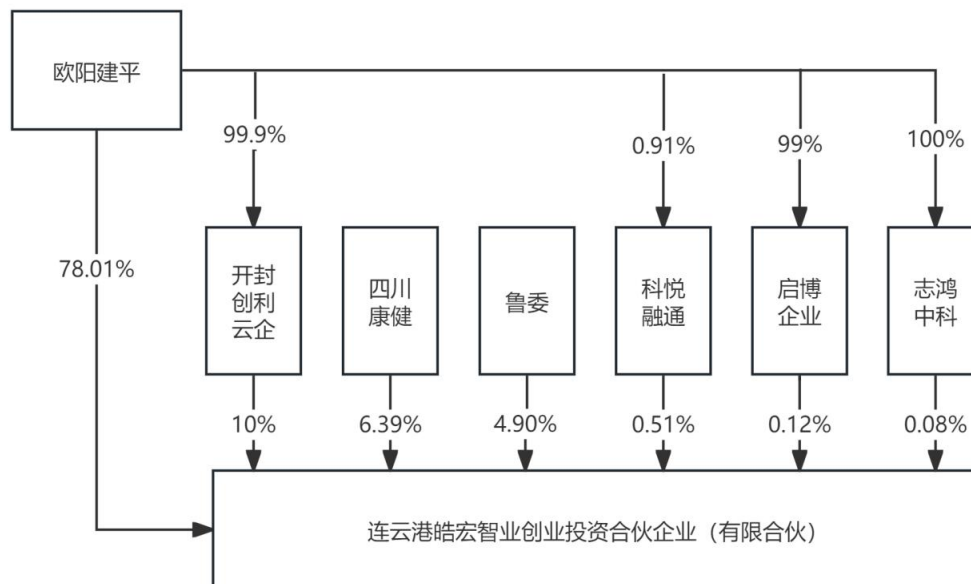 欧阳建平
99.9%
0.91%
99%
100%
78.01%
开封
创利
云企
四川
康健
鲁委
科悦
融通
启博
企业
志鸿
中科
10%
6.39%
4.90%
0.51%
0.12%
0.08%
连云港皓宏智业创业投资合伙企业（有限合伙）